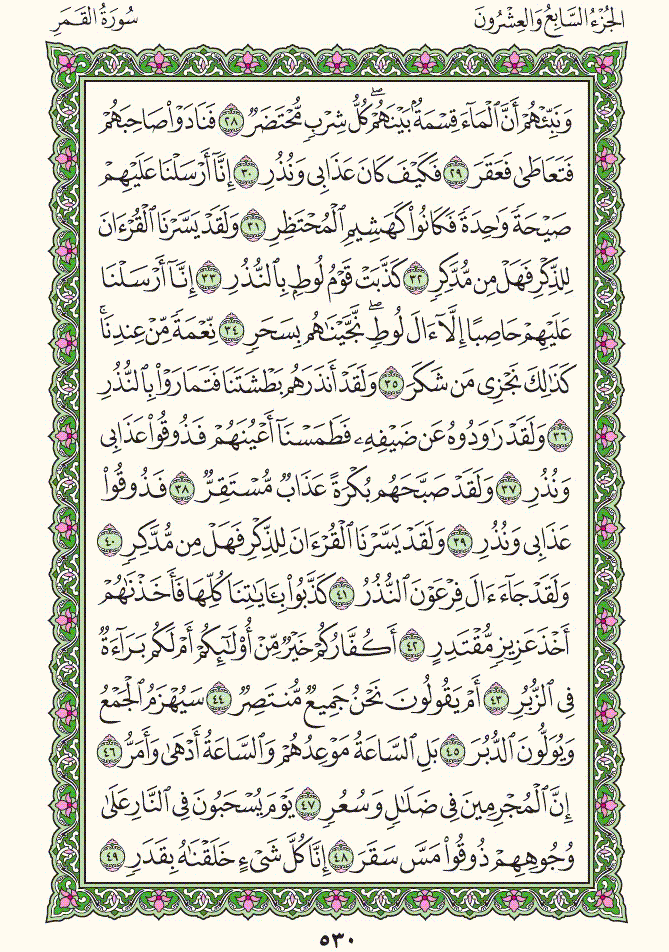 الجُزْءُ السَّابِعُ وَالعِشْرُونَ
سُورَةُ القَمَرِ
وَنَبِّئْهُمْ أَنَّ ٱلْمَآءَ قِسْمَةٌۢ بَيْنَهُمْ ۖ كُلُّ شِرْبٍ مُّحْتَضَرٌ ٢٨ فَنَادَوْا۟ صَاحِبَهُمْ
فَتَعَاطَىٰ فَعَقَرَ ٢٩ فَكَيْفَ كَانَ عَذَابِى وَنُذُرِ ٣٠ إِنَّآ أَرْسَلْنَا عَلَيْهِمْ
صَيْحَةً وَٰحِدَةً فَكَانُوا۟ كَهَشِيمِ ٱلْمُحْتَظِرِ ٣١ وَلَقَدْ يَسَّرْنَا ٱلْقُرْءَانَ
لِلذِّكْرِ فَهَلْ مِن مُّدَّكِرٍ ٣٢ كَذَّبَتْ قَوْمُ لُوطٍۭ بِٱلنُّذُرِ ٣٣ إِنَّآ أَرْسَلْنَا
عَلَيْهِمْ حَاصِبًا إِلَّآ ءَالَ لُوطٍ ۖ نَّجَّيْنَٰهُم بِسَحَرٍ ٣٤ نِّعْمَةً مِّنْ عِندِنَا ۚ
كَذَٰلِكَ نَجْزِى مَن شَكَرَ ٣٥ وَلَقَدْ أَنذَرَهُم بَطْشَتَنَا فَتَمَارَوْا۟ بِٱلنُّذُرِ
٣٦ وَلَقَدْ رَٰوَدُوهُ عَن ضَيْفِهِۦ فَطَمَسْنَآ أَعْيُنَهُمْ فَذُوقُوا۟ عَذَابِى
وَنُذُرِ ٣٧ وَلَقَدْ صَبَّحَهُم بُكْرَةً عَذَابٌ مُّسْتَقِرٌّ ٣٨ فَذُوقُوا۟
عَذَابِى وَنُذُرِ ٣٩ وَلَقَدْ يَسَّرْنَا ٱلْقُرْءَانَ لِلذِّكْرِ فَهَلْ مِن مُّدَّكِرٍ ٤٠
وَلَقَدْ جَآءَ ءَالَ فِرْعَوْنَ ٱلنُّذُرُ ٤١ كَذَّبُوا۟ بِـَٔايَٰتِنَا كُلِّهَا فَأَخَذْنَٰهُمْ
أَخْذَ عَزِيزٍ مُّقْتَدِرٍ ٤٢ أَكُفَّارُكُمْ خَيْرٌ مِّنْ أُو۟لَٰٓئِكُمْ أَمْ لَكُم بَرَآءَةٌ
فِى ٱلزُّبُرِ ٤٣ أَمْ يَقُولُونَ نَحْنُ جَمِيعٌ مُّنتَصِرٌ ٤٤ سَيُهْزَمُ ٱلْجَمْعُ
وَيُوَلُّونَ ٱلدُّبُرَ ٤٥ بَلِ ٱلسَّاعَةُ مَوْعِدُهُمْ وَٱلسَّاعَةُ أَدْهَىٰ وَأَمَرُّ ٤٦
إِنَّ ٱلْمُجْرِمِينَ فِى ضَلَٰلٍ وَسُعُرٍ ٤٧ يَوْمَ يُسْحَبُونَ فِى ٱلنَّارِ عَلَىٰ
وُجُوهِهِمْ ذُوقُوا۟ مَسَّ سَقَرَ ٤٨ إِنَّا كُلَّ شَىْءٍ خَلَقْنَٰهُ بِقَدَرٍ ٤٩
٥٣٠